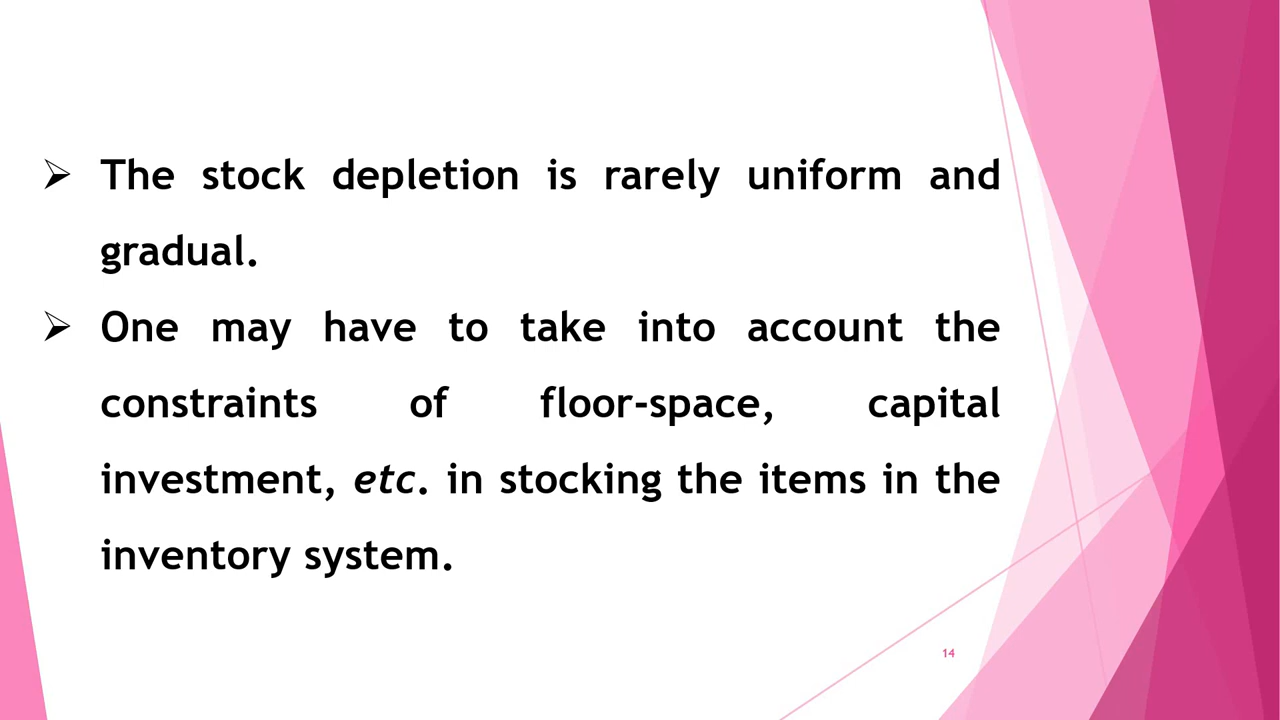 ➢ The stock depletion is rarely uniform and
gradual.
➢ One may have to take into account the
constraints of floor-space, capital
investment, etc. in stocking the items in the
inventory system.
14